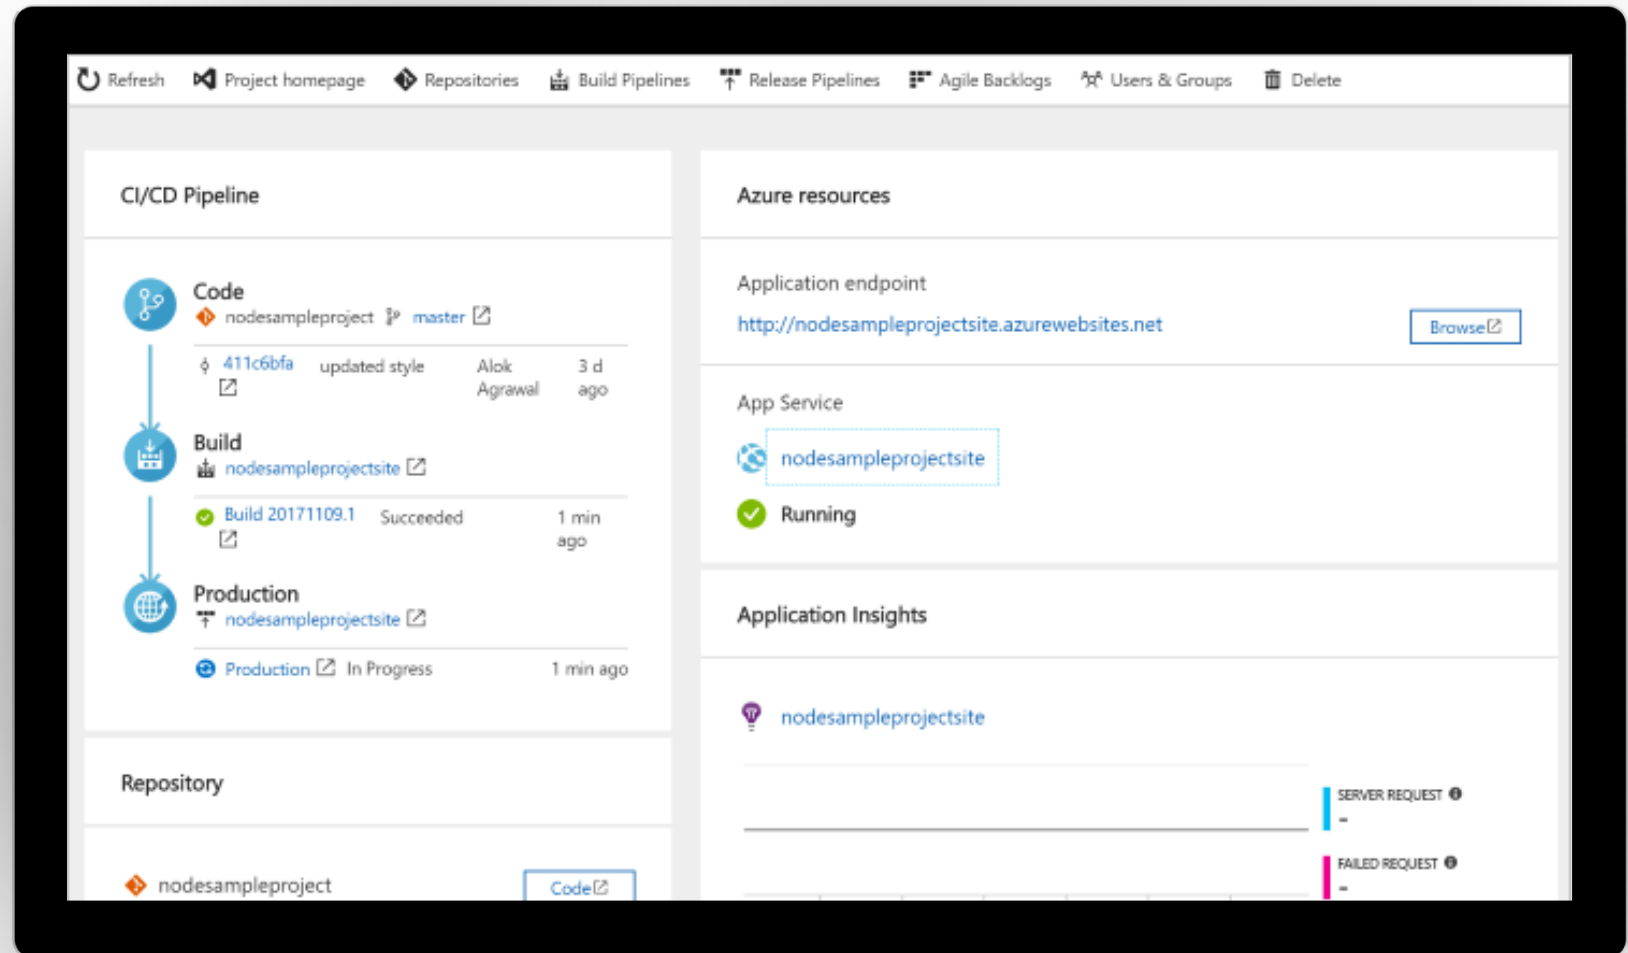 Refresh Project homepage Repositories Build Pipelines Release Pipelines Agile Backlogs Users & Groups Delete
CI/CD Pipeline
Code
nodesampleproject master
411c6bfa updated style Alok Agrawal 3 d ago
Build
nodesampleprojectsite
Build 20171109.1 Succeeded 1 min ago
Production
nodesampleprojectsite
Production In Progress 1 min ago
Repository
nodesampleproject Code
Azure resources
Application endpoint
http://nodesampleprojectsite.azurewebsites.net Browse
App Service
nodesampleprojectsite
Running
Application Insights
nodesampleprojectsite
SERVER REQUEST
-
FAILED REQUEST
-